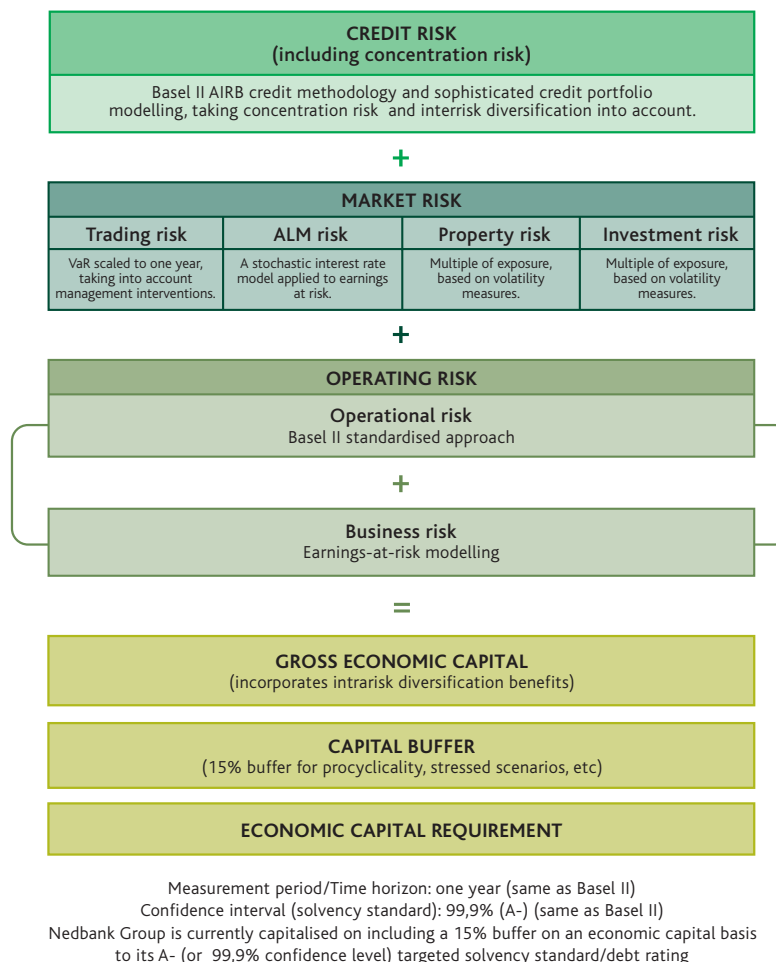 CREDIT RISK
(including concentration risk)
Basel II AIRB credit methodology and sophisticated credit portfolio
modelling, taking concentration risk and interrisk diversification into account.
+
MARKET RISK
Trading risk
VaR scaled to one year,
taking into account
management interventions.
ALM risk
A stochastic interest rate
model applied to earnings
at risk.
Property risk
Multiple of exposure,
based on volatility
measures.
Investment risk
Multiple of exposure,
based on volatility
measures.
+
OPERATING RISK
Operational risk
Basel II standardised approach
+
Business risk
Earnings-at-risk modelling
=
GROSS ECONOMIC CAPITAL
(incorporates intrarisk diversification benefits)
CAPITAL BUFFER
(15% buffer for procyclicality, stressed scenarios, etc)
ECONOMIC CAPITAL REQUIREMENT
Measurement period/Time horizon: one year (same as Basel II)
Confidence interval (solvency standard): 99,9% (A-) (same as Basel II)
Nedbank Group is currently capitalised on including a 15% buffer on an economic capital basis
to its A- (or 99,9% confidence level) targeted solvency standard/debt rating